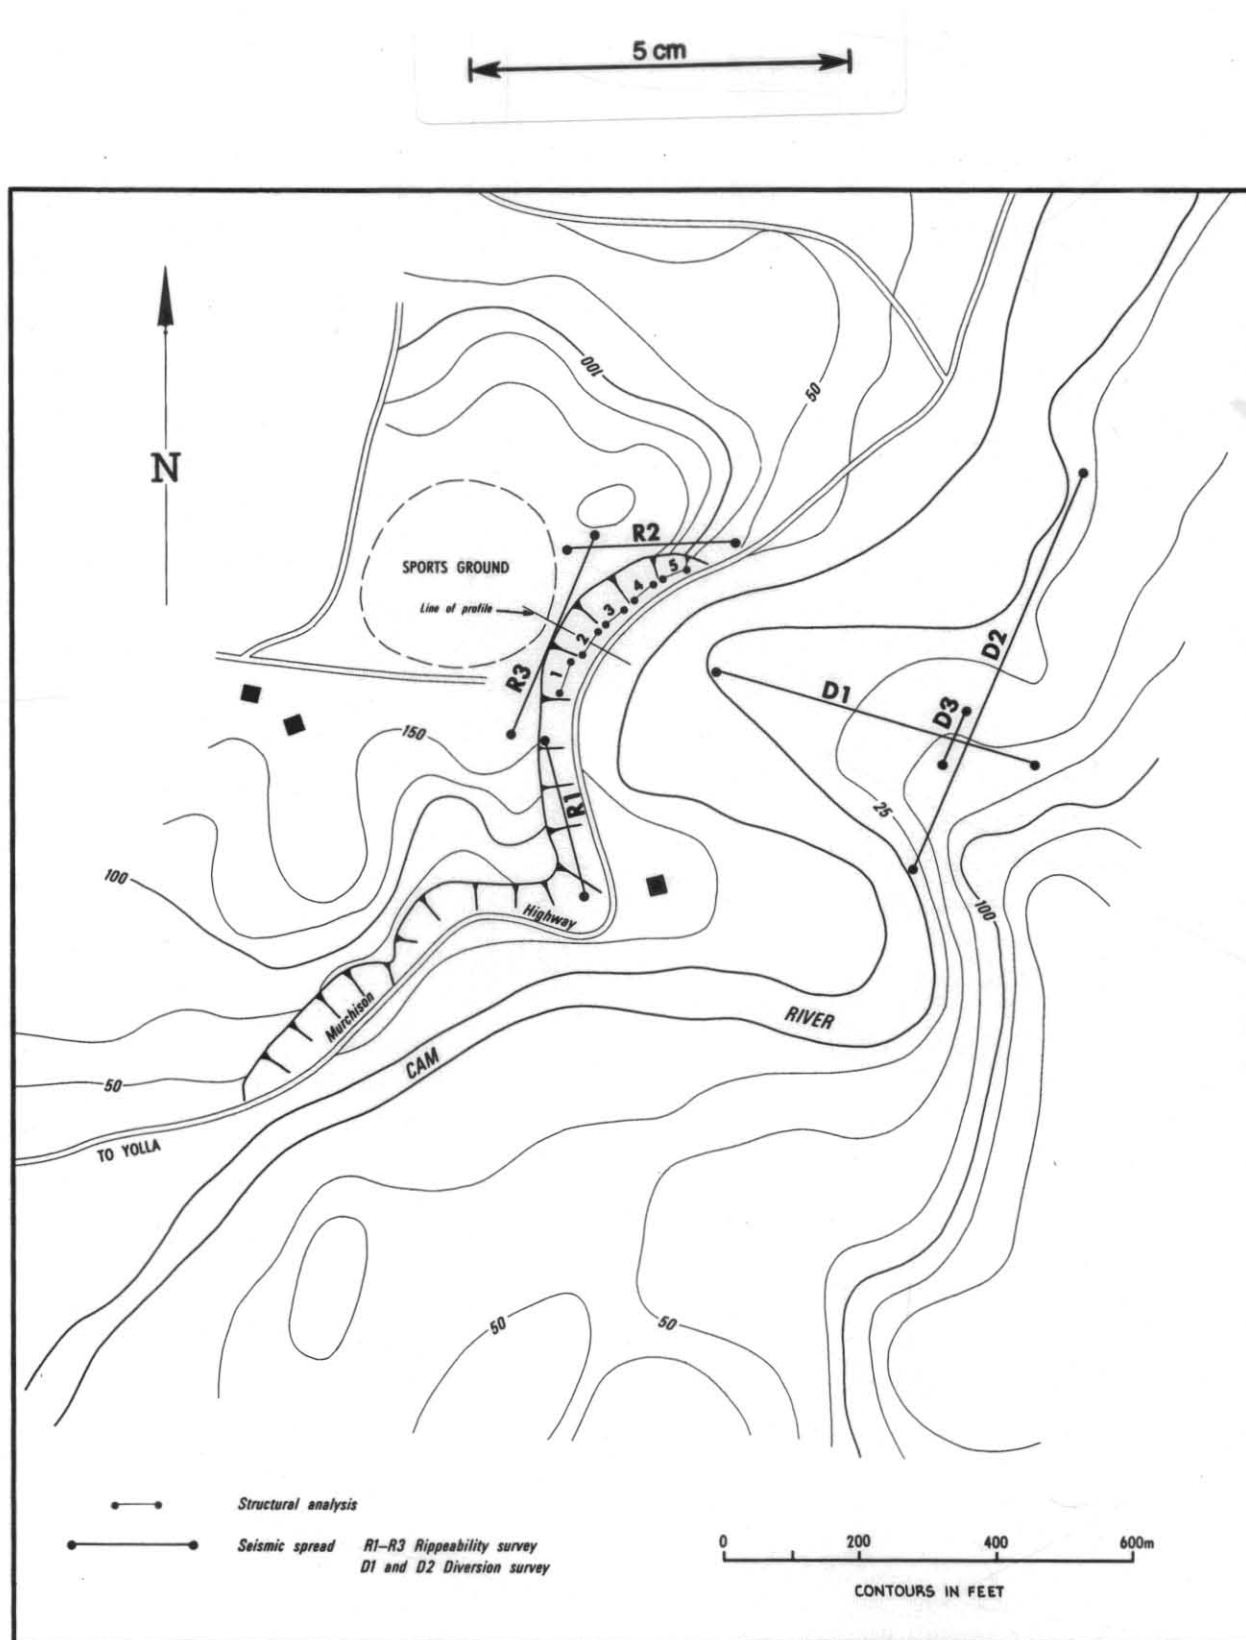 5 cm
100
50
N
R2
SPORTS GROUND
5
4
Line of profile
3
2
D2
R3
1
D1
D3
150
R1
25
100
100
Highway
Murchison
RIVER
CAM
50
TO YOLLA
50
50
Structural analysis
Seismic spread R1–R3 Rippeability survey
D1 and D2 Diversion survey
0 200 400 600m
CONTOURS IN FEET